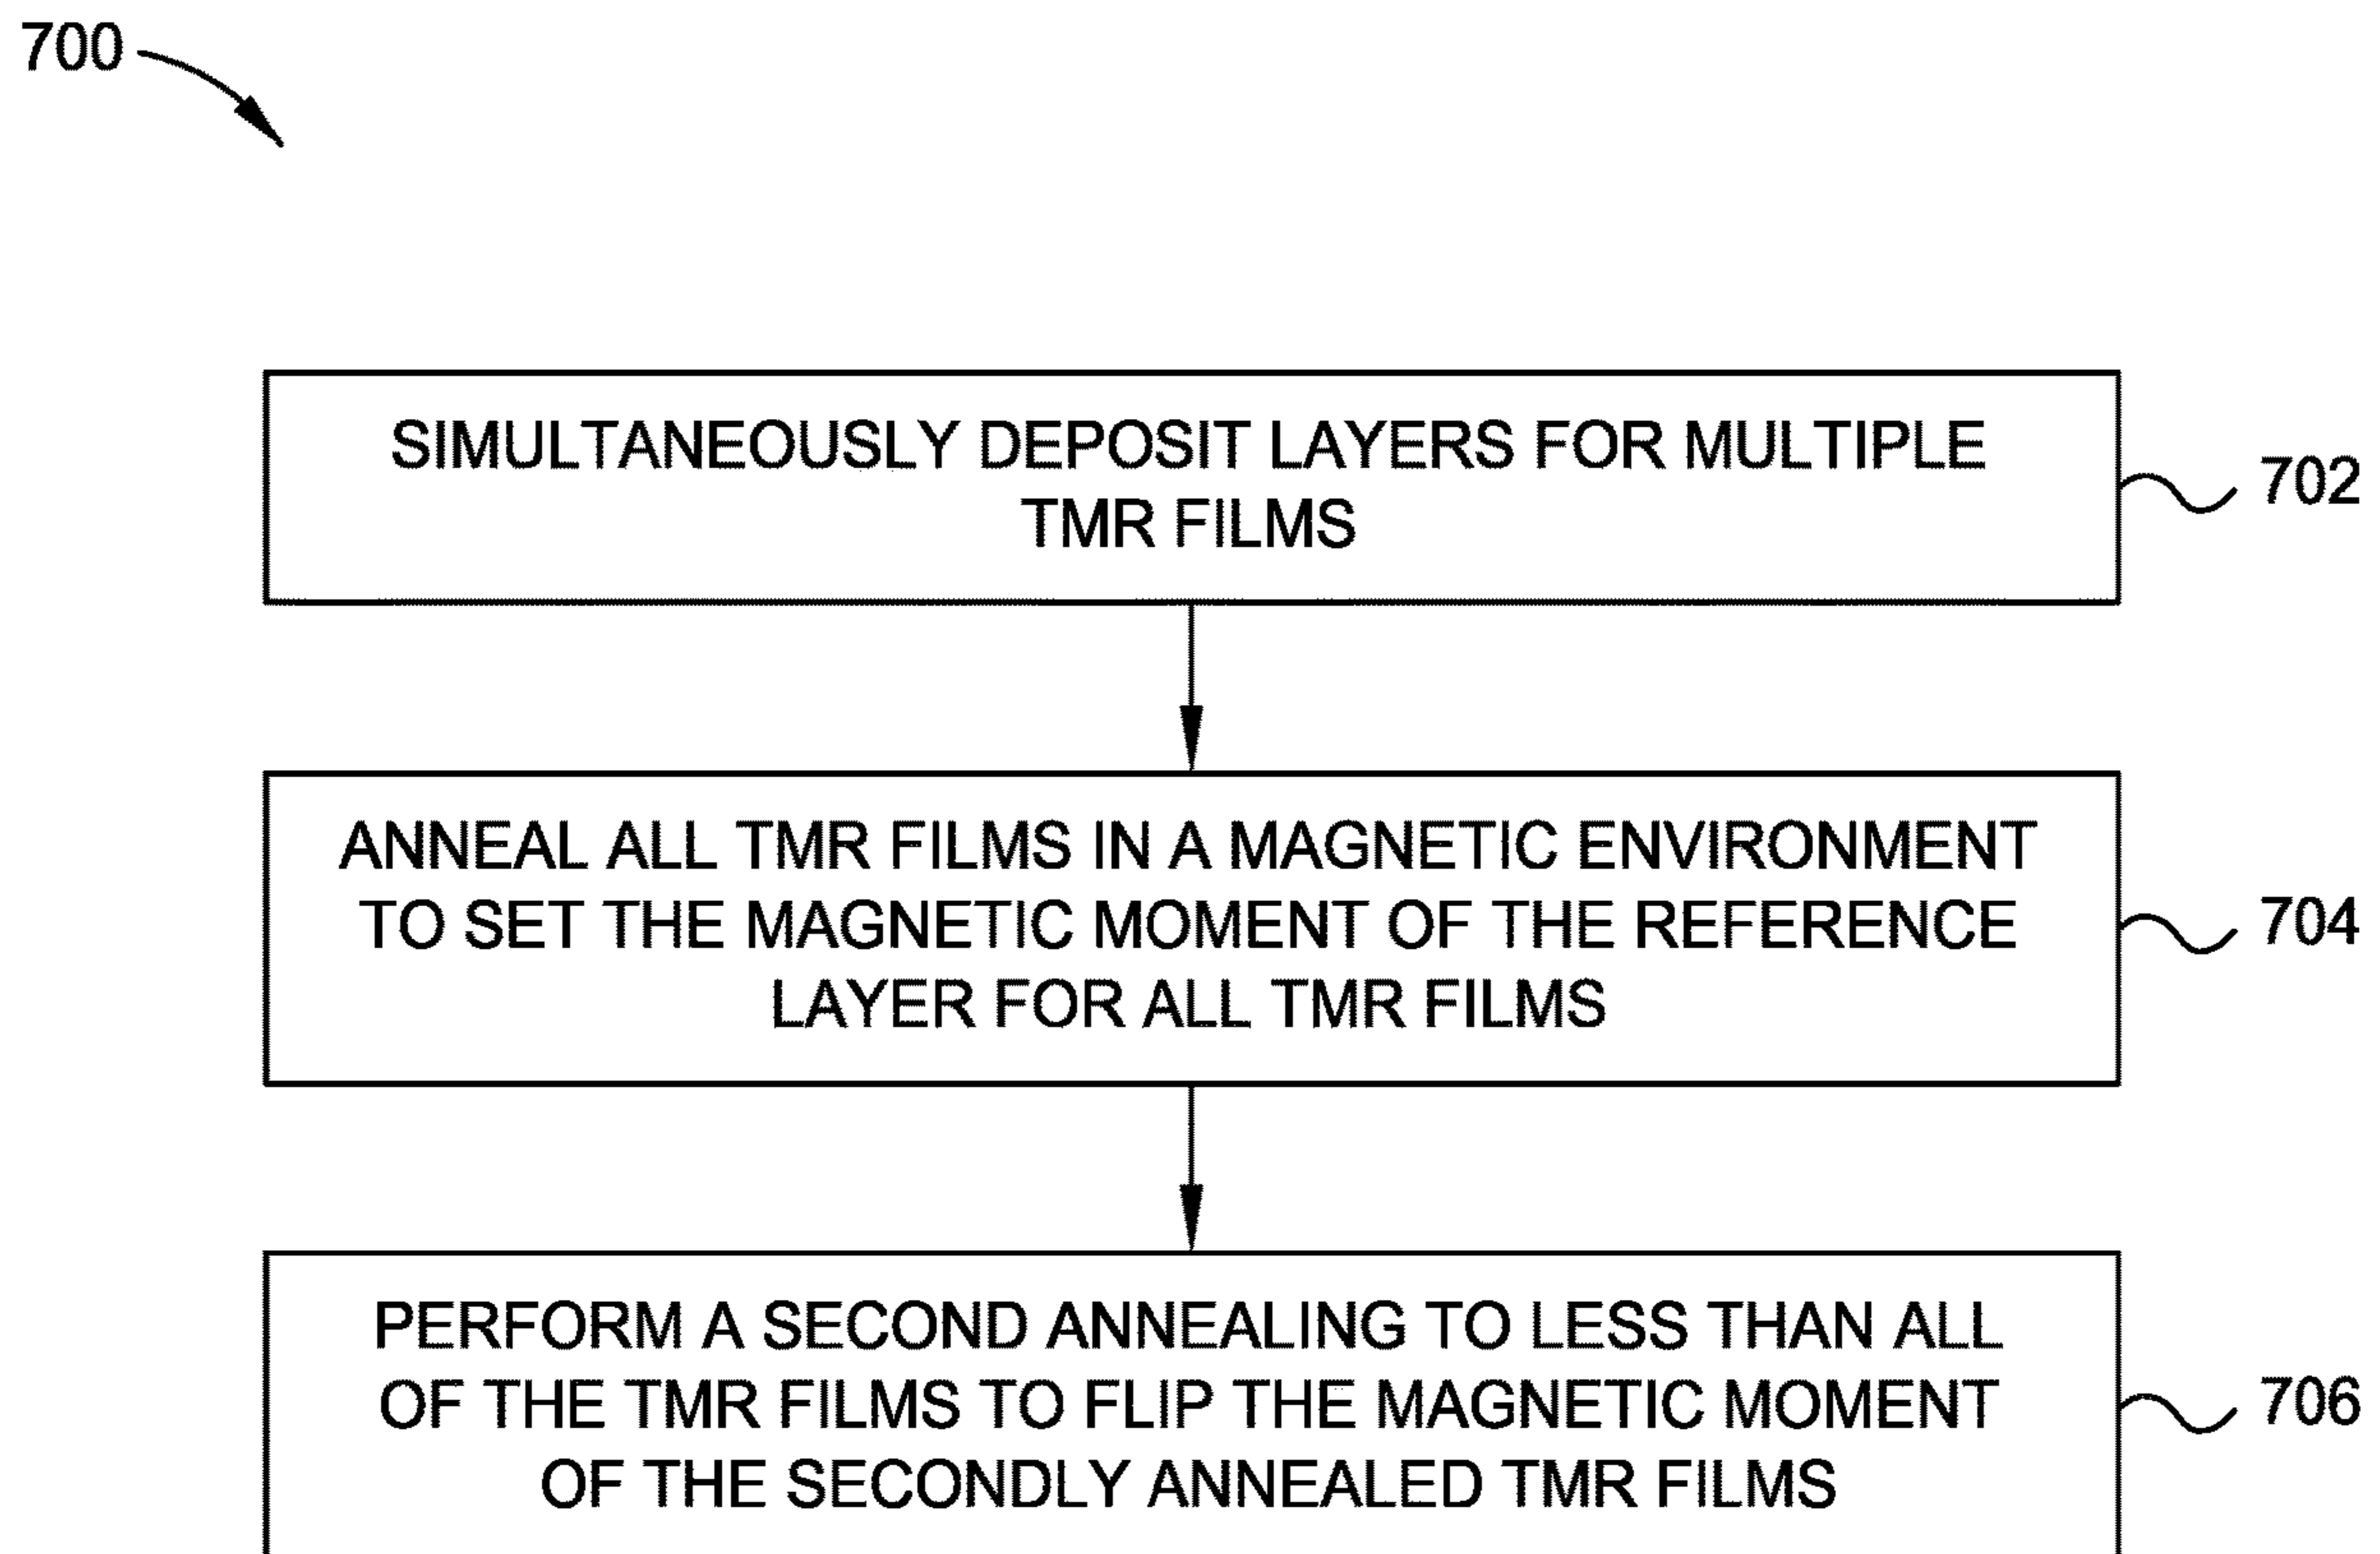 700
SIMULTANEOUSLY DEPOSIT LAYERS FOR MULTIPLE
TMR FILMS
702
ANNEAL ALL TMR FILMS IN A MAGNETIC ENVIRONMENT
TO SET THE MAGNETIC MOMENT OF THE REFERENCE
LAYER FOR ALL TMR FILMS
704
PERFORM A SECOND ANNEALING TO LESS THAN ALL
OF THE TMR FILMS TO FLIP THE MAGNETIC MOMENT
OF THE SECONDLY ANNEALED TMR FILMS
706